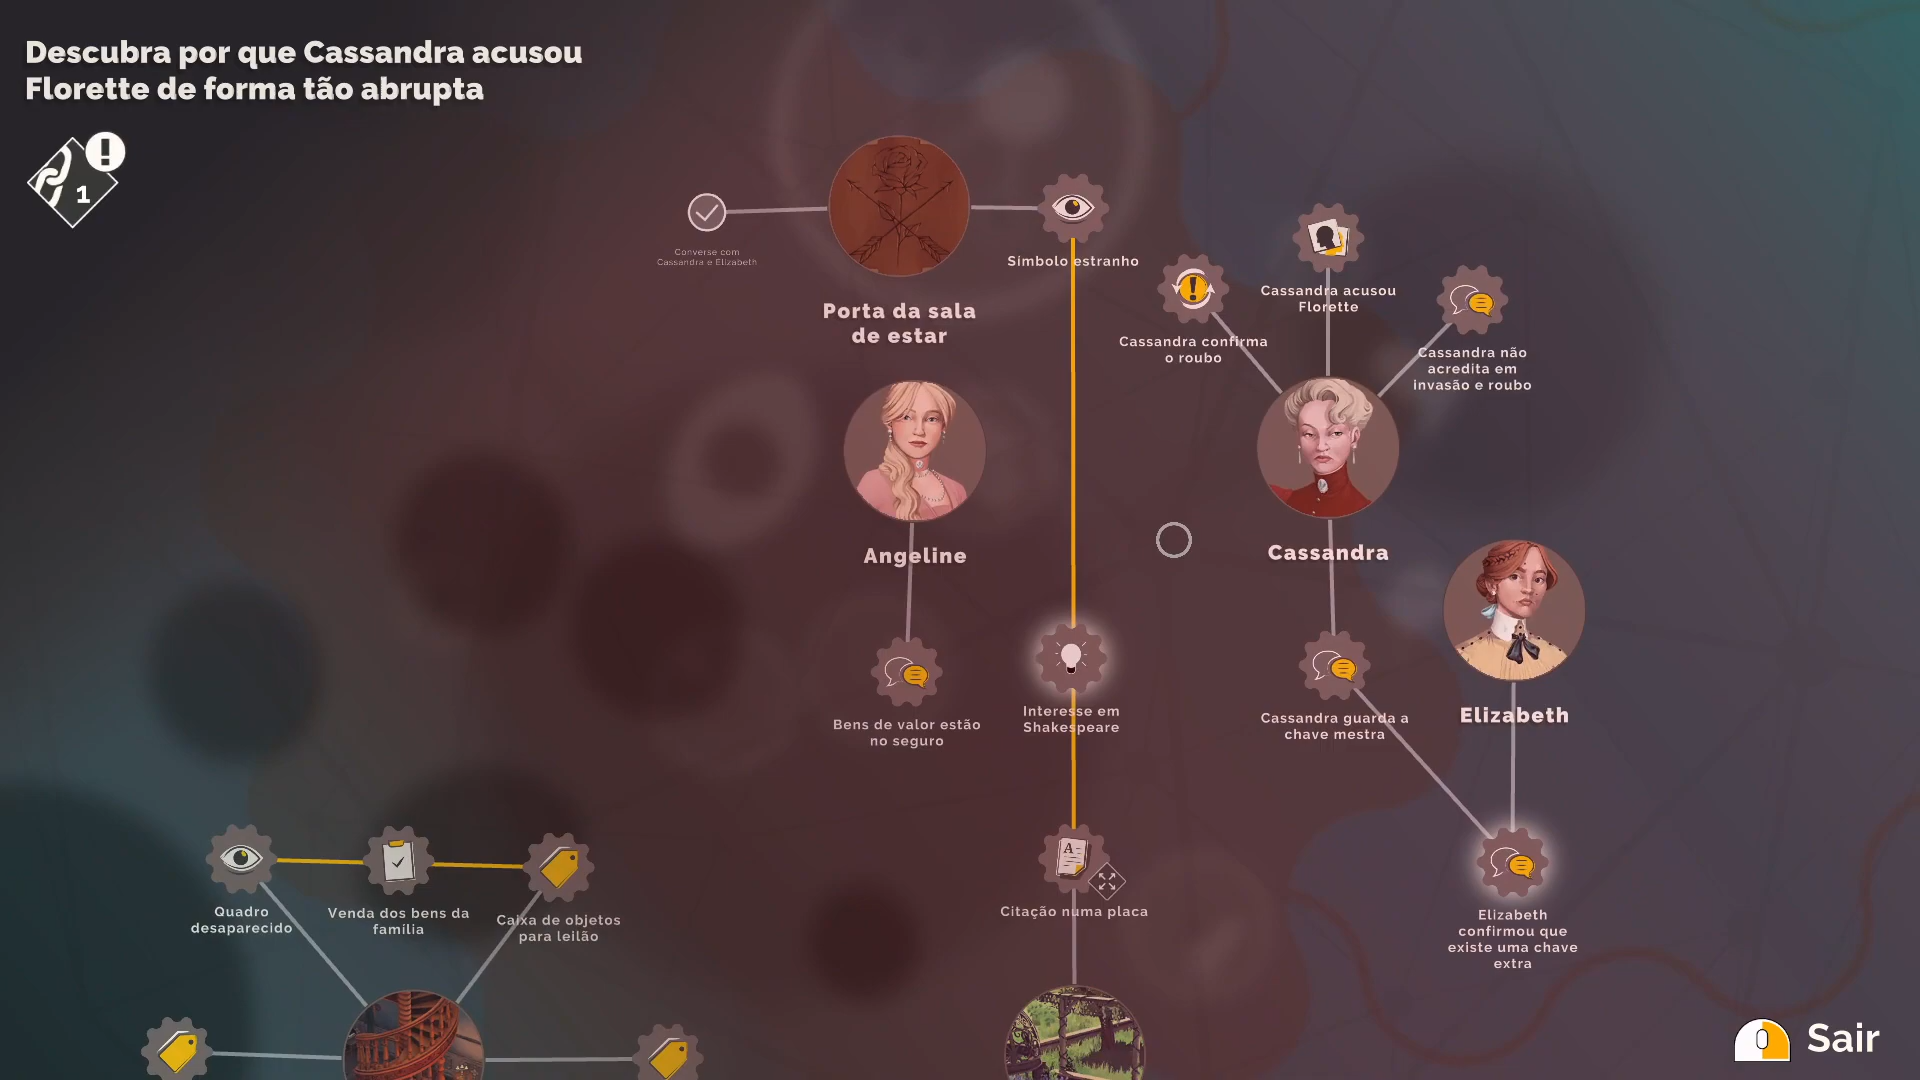 Descubra por que Cassandra acusou
Florette de forma tão abrupta
1
Converse com
Cassandra e Elizabeth
Porta da sala
de estar
Símbolo estranho
Cassandra confirma
o roubo
Cassandra acusou
Florette
Cassandra não
acredita em
invasão e roubo
Angeline
Cassandra
Elizabeth
Bens de valor estão
no seguro
Interesse em
Shakespeare
Cassandra guarda a
chave mestra
Quadro
desaparecido
Venda dos bens da
família
Caixa de objetos
para leilão
A
Citação numa placa
Elizabeth
confirmou que
existe uma chave
extra
Sair